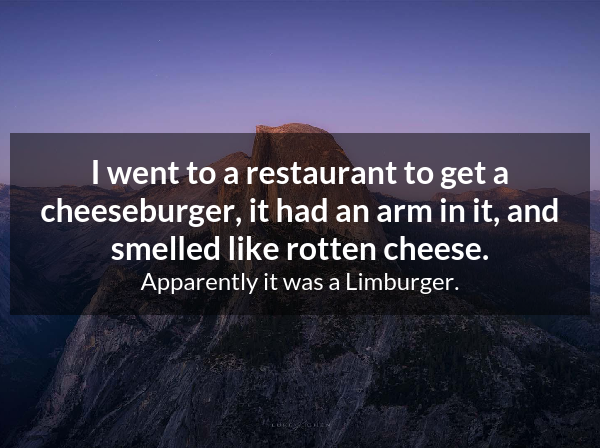 I went to a restaurant to get a
cheeseburger, it had an arm in it, and
smelled like rotten cheese.
Apparently it was a Limburger.